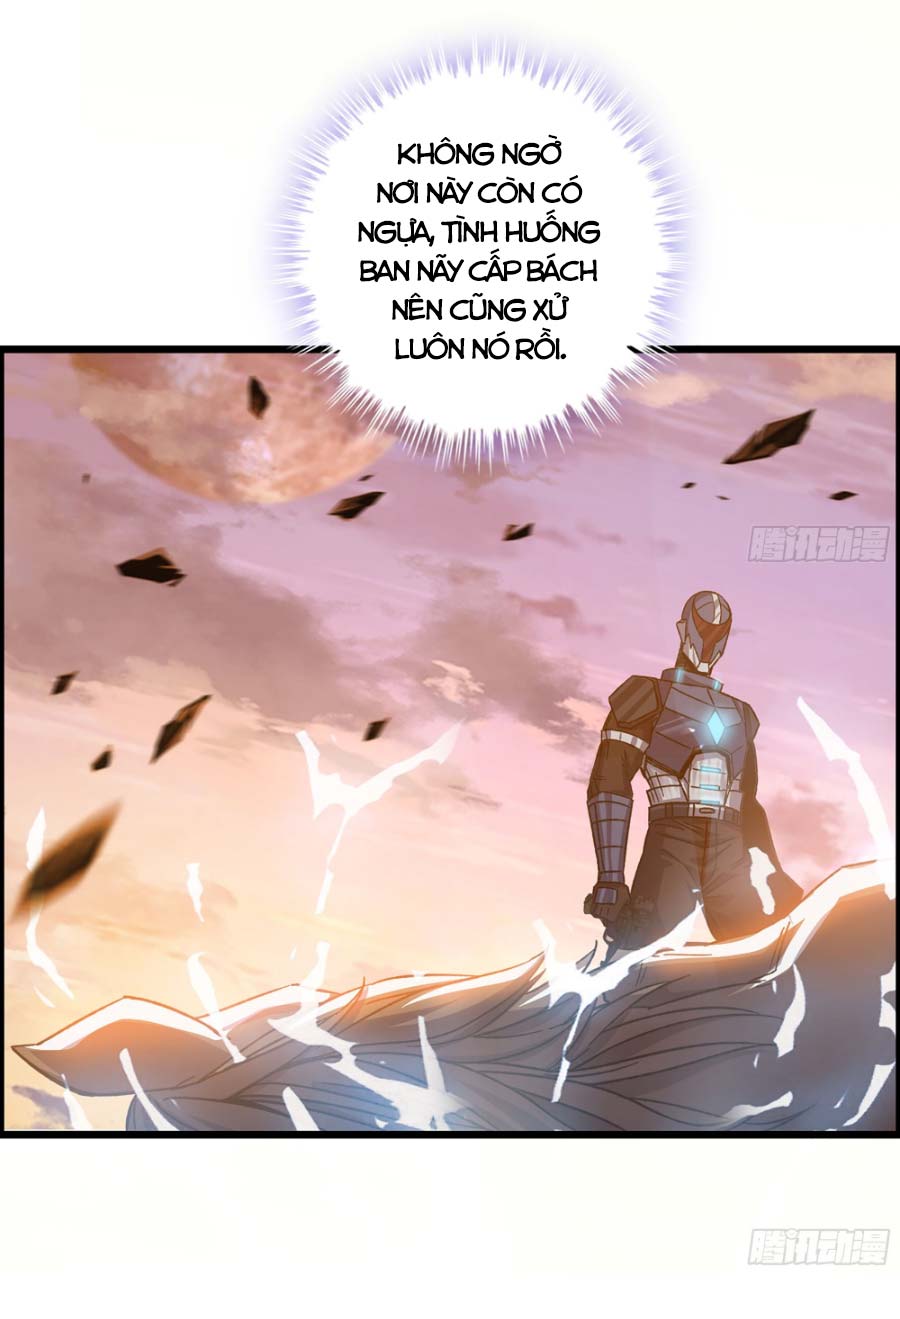 KHÔNG NGỜ
NƠI NÀY CÒN CÓ
NGỰA, TÌNH HUỐNG
BAN NÃY CẤP BÁCH
NÊN CŨNG XỬ
LUÔN NÓ RỒI.
腾讯动漫
腾讯动漫